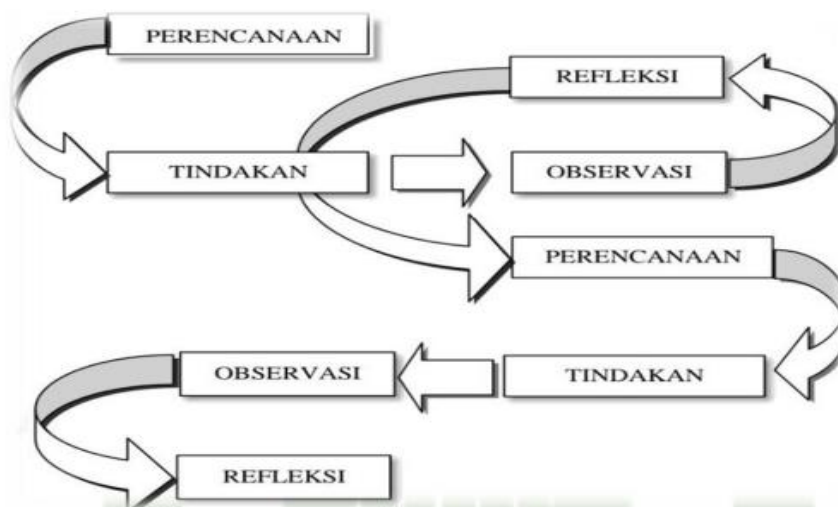 PERENCANAAN
TINDAKAN
OBSERVASI
REFLEKSI
PERENCANAAN
TINDAKAN
OBSERVASI
REFLEKSI